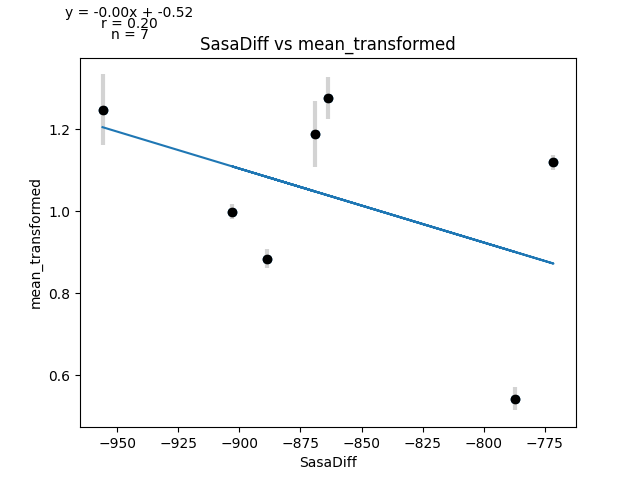 y = -0.00x + -0.52
r = 0.20
n = 7
SasaDiff vs mean_transformed
mean_transformed
1.2
1.0
0.8
0.6
−950
−925
−900
−875
−850
−825
−800
−775
SasaDiff